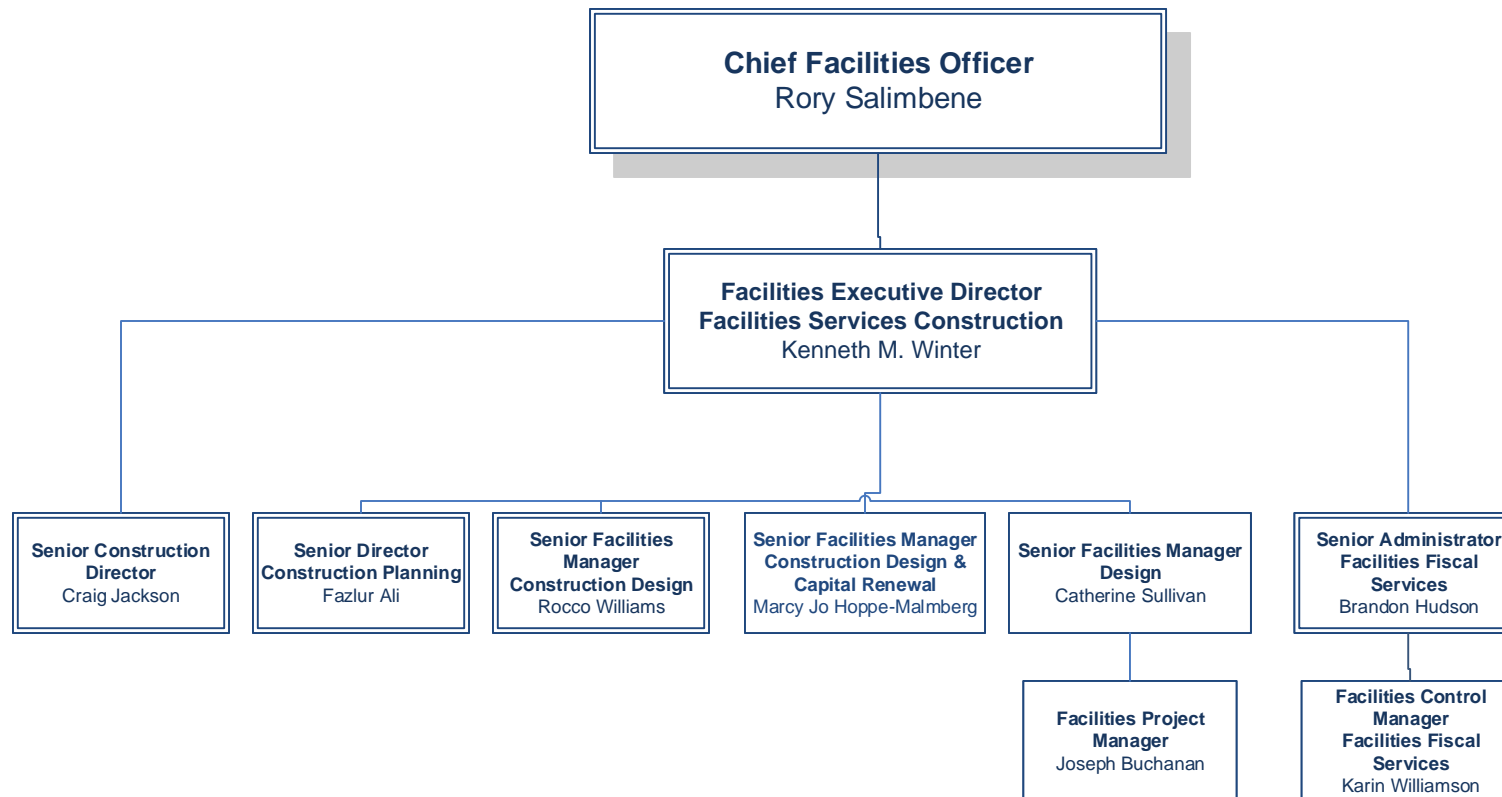 Chief Facilities Officer
Rory Salimbene
Facilities Executive Director
Facilities Services Construction
Kenneth M. Winter
Senior Construction
Director
Craig Jackson
Senior Director
Construction Planning
Fazlur Ali
Senior Facilities
Manager
Construction Design
Rocco Williams
Senior Facilities Manager
Construction Design &
Capital Renewal
Marcy Jo Hoppe-Malmberg
Senior Facilities Manager
Design
Catherine Sullivan
Senior Administrator
Facilities Fiscal
Services
Brandon Hudson
Facilities Project
Manager
Joseph Buchanan
Facilities Control
Manager
Facilities Fiscal
Services
Karin Williamson